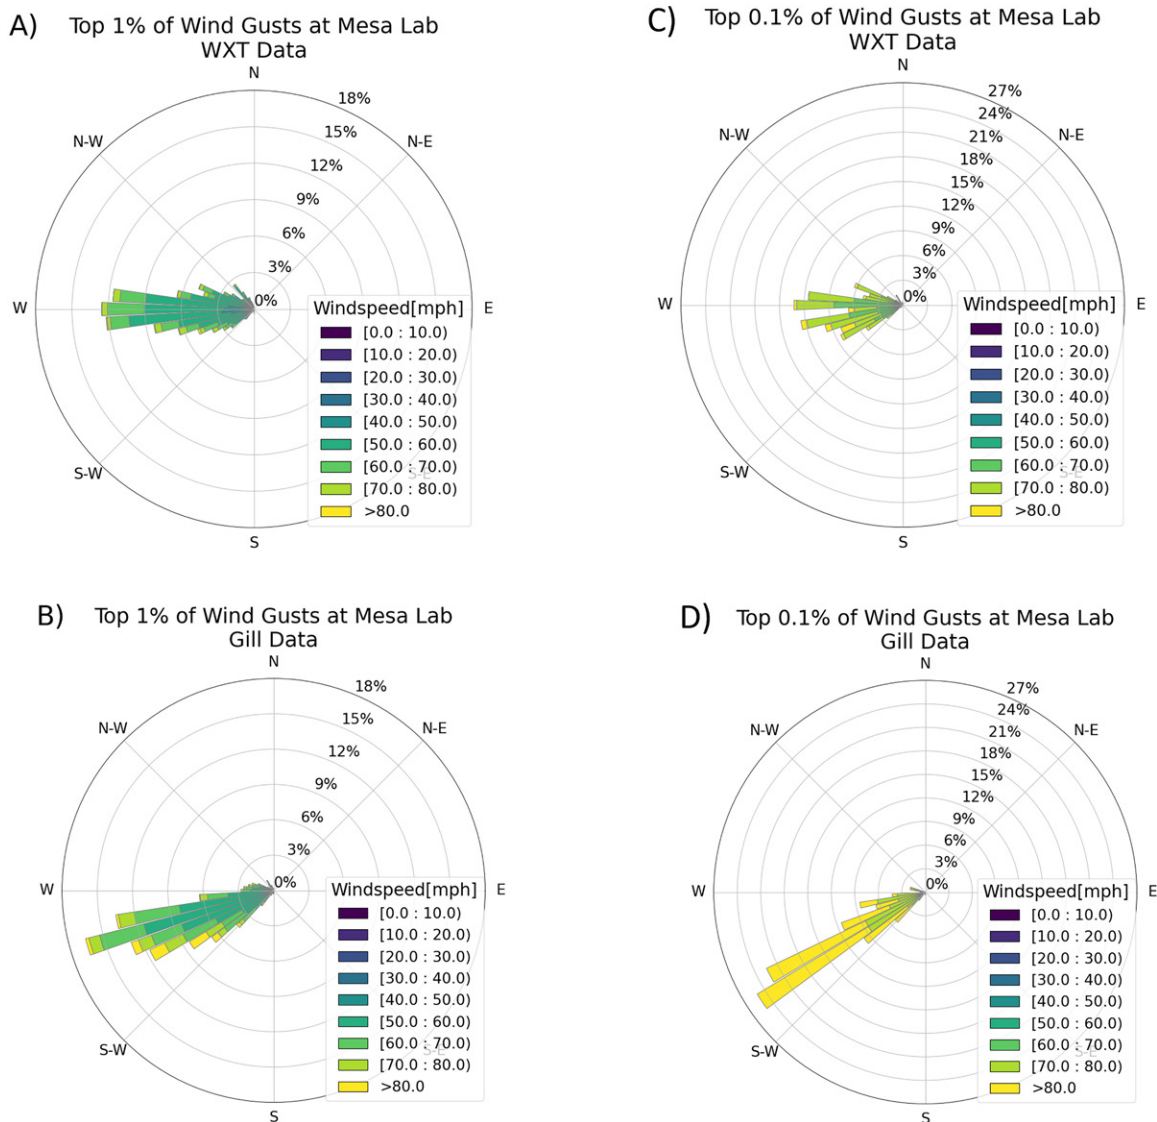 A)
Top 1% of Wind Gusts at Mesa Lab
WXT Data
N
18%
15%
12%
9%
6%
3%
0%
N-W
N-E
W
E
S-W
S-E
S
Windspeed[mph]
[0.0 : 10.0)
[10.0 : 20.0)
[20.0 : 30.0)
[30.0 : 40.0)
[40.0 : 50.0)
[50.0 : 60.0)
[60.0 : 70.0)
[70.0 : 80.0)
>80.0
C)
Top 0.1% of Wind Gusts at Mesa Lab
WXT Data
N
27%
24%
21%
18%
15%
12%
9%
6%
3%
0%
N-W
N-E
W
E
S-W
S-E
S
Windspeed[mph]
[0.0 : 10.0)
[10.0 : 20.0)
[20.0 : 30.0)
[30.0 : 40.0)
[40.0 : 50.0)
[50.0 : 60.0)
[60.0 : 70.0)
[70.0 : 80.0)
>80.0
B)
Top 1% of Wind Gusts at Mesa Lab
Gill Data
N
18%
15%
12%
9%
6%
3%
0%
N-W
N-E
W
E
S-W
S-E
S
Windspeed[mph]
[0.0 : 10.0)
[10.0 : 20.0)
[20.0 : 30.0)
[30.0 : 40.0)
[40.0 : 50.0)
[50.0 : 60.0)
[60.0 : 70.0)
[70.0 : 80.0)
>80.0
D)
Top 0.1% of Wind Gusts at Mesa Lab
Gill Data
N
27%
24%
21%
18%
15%
12%
9%
6%
3%
0%
N-W
N-E
W
E
S-W
S-E
S
Windspeed[mph]
[0.0 : 10.0)
[10.0 : 20.0)
[20.0 : 30.0)
[30.0 : 40.0)
[40.0 : 50.0)
[50.0 : 60.0)
[60.0 : 70.0)
[70.0 : 80.0)
>80.0